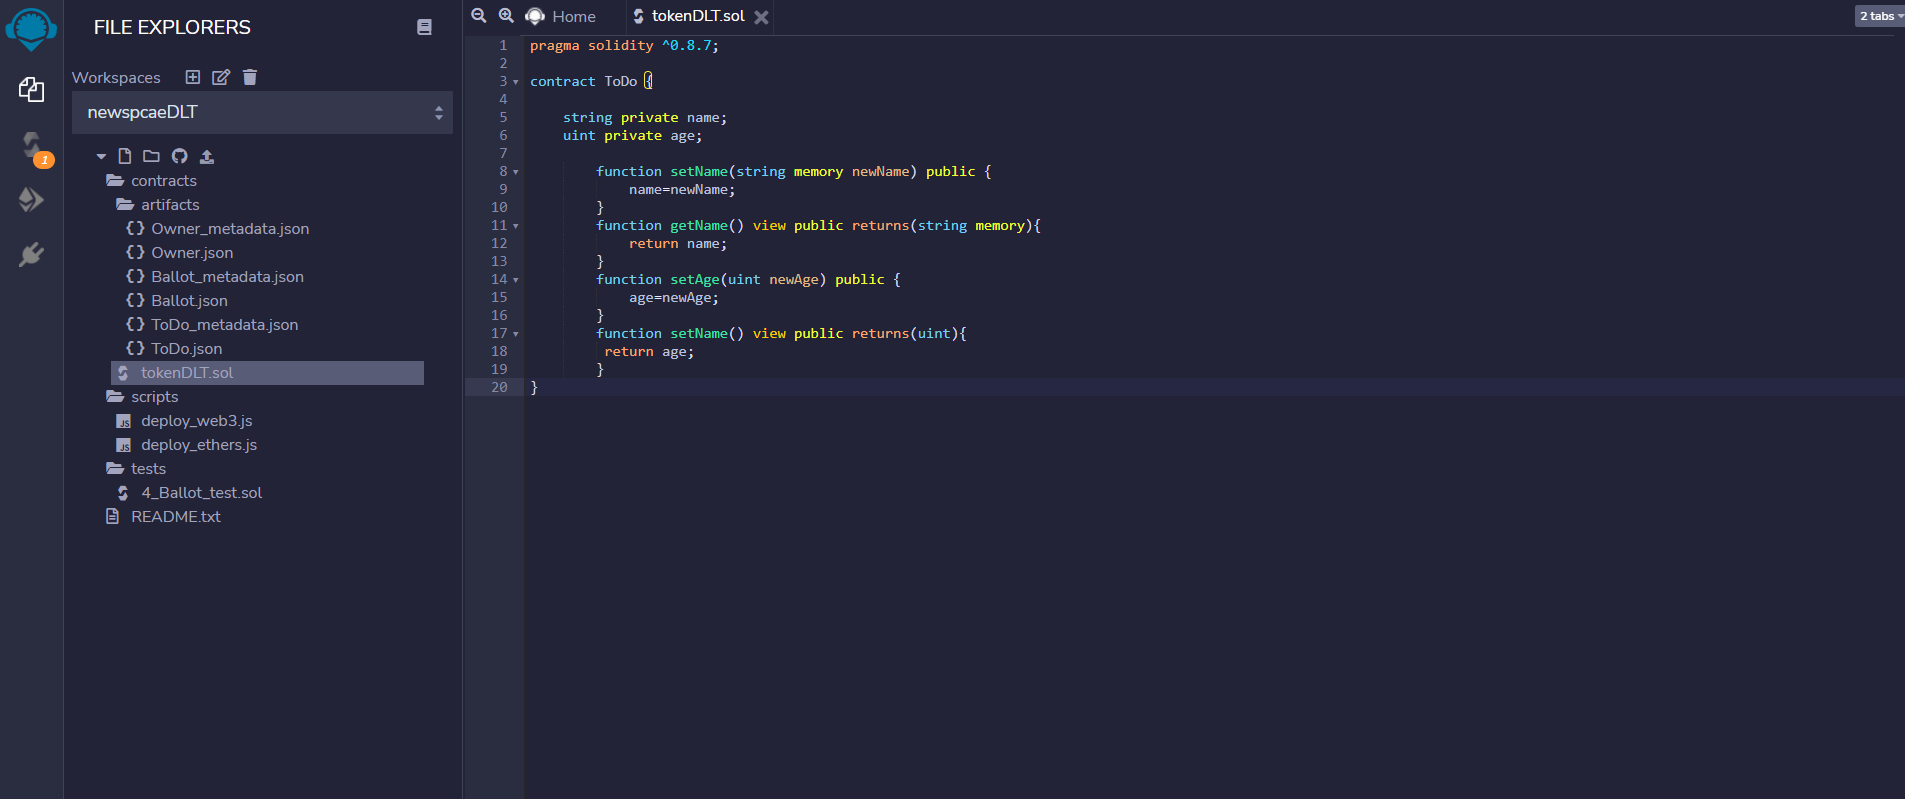 FILE EXPLORERS
Workspaces
newspcaeDLT
contracts
artifacts
{} Owner_metadata.json
{} Owner.json
{} Ballot_metadata.json
{} Ballot.json
{} ToDo_metadata.json
{} ToDo.json
tokenDLT.sol
scripts
JS deploy_web3.js
JS deploy_ethers.js
tests
4_Ballot_test.sol
README.txt
1
Home
tokenDLT.sol
2 tabs
1 pragma solidity ^0.8.7;
2
3 contract ToDo {
4
5 string private name;
6 uint private age;
7
8 function setName(string memory newName) public {
9 name=newName;
10 }
11 function getName() view public returns(string memory){
12 return name;
13 }
14 function setAge(uint newAge) public {
15 age=newAge;
16 }
17 function setName() view public returns(uint){
18 return age;
19 }
20 }